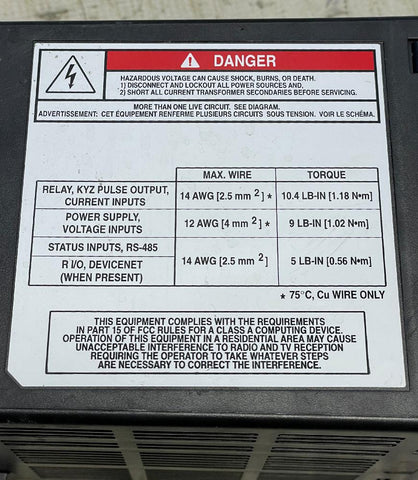 DANGER
HAZARDOUS VOLTAGE CAN CAUSE SHOCK, BURNS, OR DEATH.
1) DISCONNECT AND LOCKOUT ALL POWER SOURCES AND,
2) SHORT ALL CURRENT TRANSFORMER SECONDARIES BEFORE SERVICING.
MORE THAN ONE LIVE CIRCUIT. SEE DIAGRAM.
ADVERTISSEMENT: CET ÉQUIPEMENT RENFERME PLUSIEURS CIRCUITS SOUS TENSION. VOIR LE SCHÉMA.
MAX. WIRE TORQUE
RELAY, KYZ PULSE OUTPUT, CURRENT INPUTS 14 AWG [2.5 mm ²] * 10.4 LB-IN [1.18 N•m]
POWER SUPPLY, VOLTAGE INPUTS 12 AWG [4 mm ²] * 9 LB-IN [1.02 N•m]
STATUS INPUTS, RS-485
R I/O, DEVICENET (WHEN PRESENT) 14 AWG [2.5 mm ²] 5 LB-IN [0.56 N•m]
* 75°C, Cu WIRE ONLY
THIS EQUIPMENT COMPLIES WITH THE REQUIREMENTS
IN PART 15 OF FCC RULES FOR A CLASS A COMPUTING DEVICE.
OPERATION OF THIS EQUIPMENT IN A RESIDENTIAL AREA MAY CAUSE
UNACCEPTABLE INTERFERENCE TO RADIO AND TV RECEPTION
REQUIRING THE OPERATOR TO TAKE WHATEVER STEPS
ARE NECESSARY TO CORRECT THE INTERFERENCE.